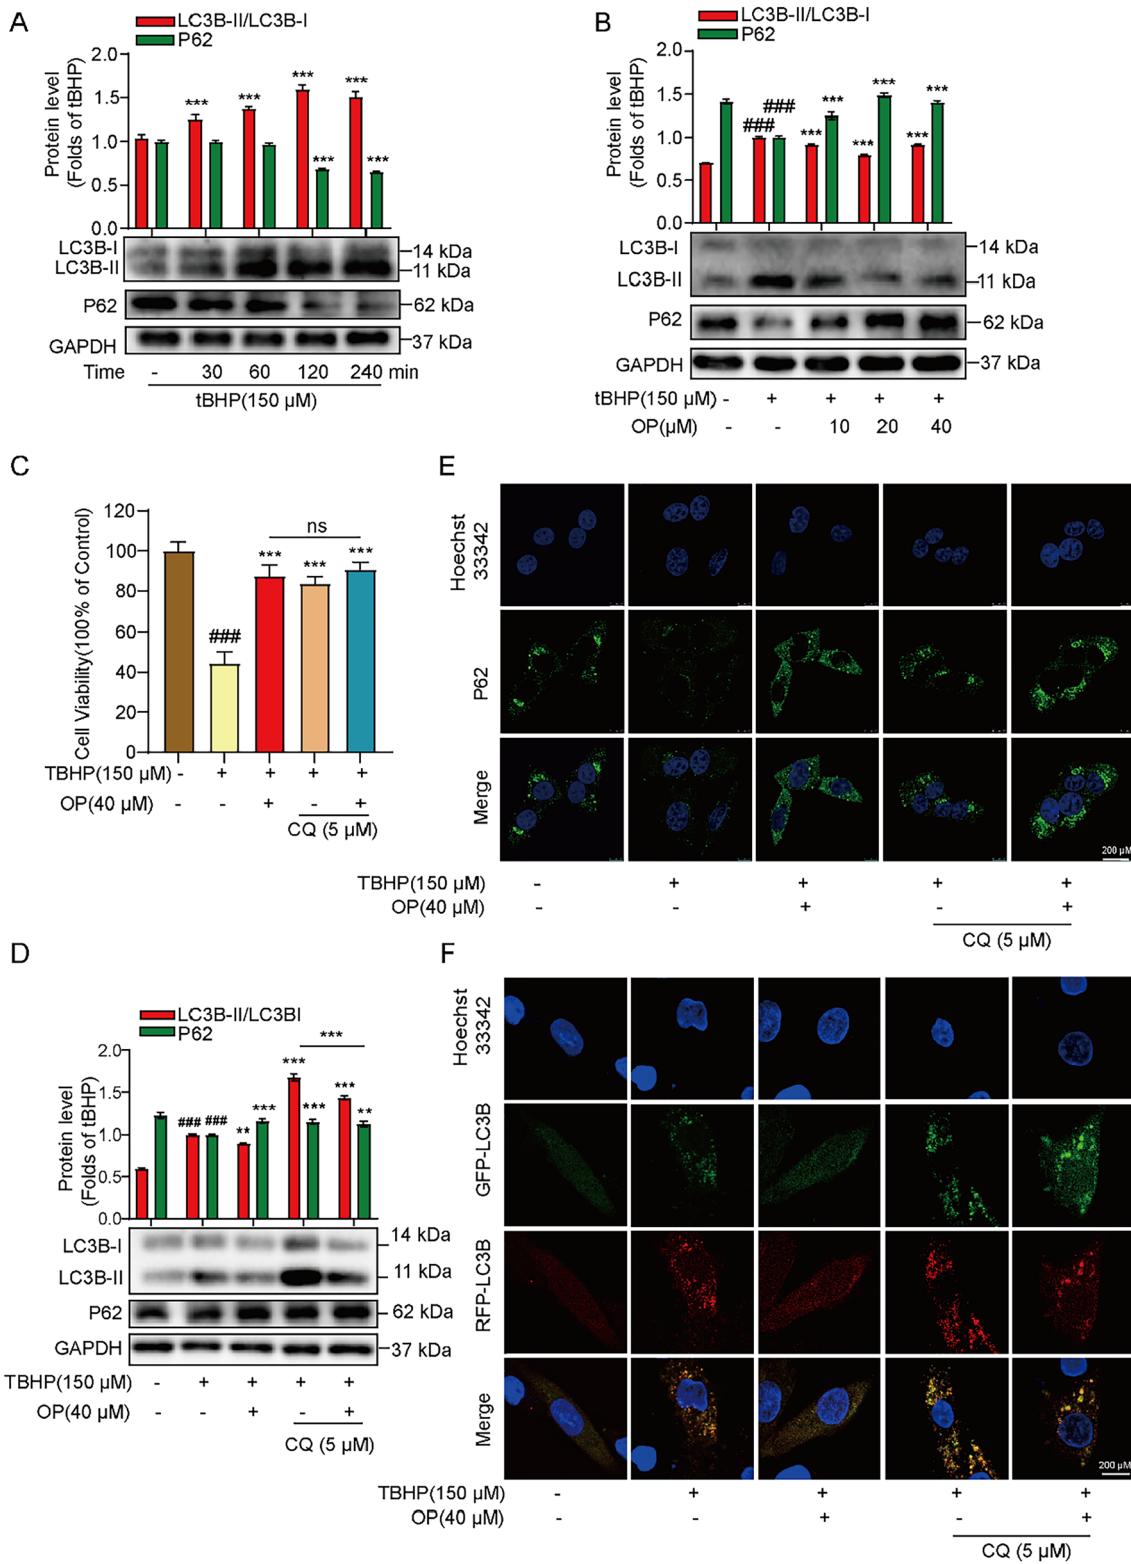 A
LC3B-II/LC3B-I
P62
Protein level
(Folds of tBHP)
2.0
1.5
1.0
0.5
0.0
*** *** *** *** *** ***
LC3B-I
14 kDa
LC3B-II
11 kDa
P62
62 kDa
GAPDH
37 kDa
Time - 30 60 120 240 min
tBHP(150 µM)
B
LC3B-II/LC3B-I
P62
Protein level
(Folds of tBHP)
2.0
1.5
1.0
0.5
0.0
### ### *** *** *** *** *** ***
LC3B-I
14 kDa
LC3B-II
11 kDa
P62
62 kDa
GAPDH
37 kDa
tBHP(150 µM) - + + + +
OP(µM) - - 10 20 40
C
Cell Viability(100% of Control)
120
100
80
60
40
20
0
ns
### *** *** ***
TBHP(150 µM) - + + + +
OP(40 µM) - - + - +
CQ (5 µM)
E
Hoechst
33342
P62
Merge
200 µM
TBHP(150 µM) - + + + +
OP(40 µM) - - + - +
CQ (5 µM)
D
LC3B-II/LC3BI
P62
Protein level
(Folds of tBHP)
2.0
1.5
1.0
0.5
0.0
***
### ### ** *** *** *** *** **
LC3B-I
14 kDa
LC3B-II
11 kDa
P62
62 kDa
GAPDH
37 kDa
TBHP(150 µM) - + + + +
OP(40 µM) - - + - +
CQ (5 µM)
F
Hoechst
33342
GFP-LC3B
RFP-LC3B
Merge
200 µM
TBHP(150 µM) - + + + +
OP(40 µM) - - + - +
CQ (5 µM)